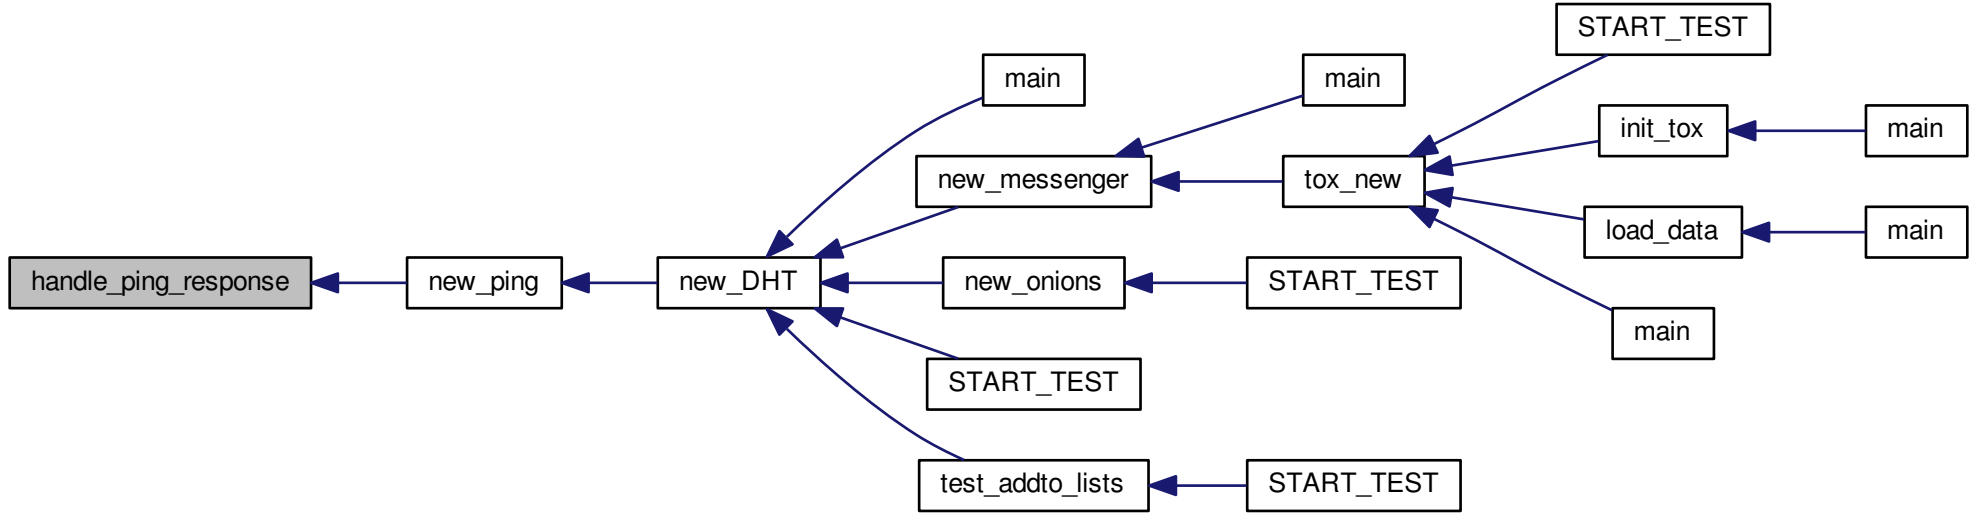 START_TEST
main
main
init_tox
main
new_messenger
tox_new
load_data
main
handle_ping_response
new_ping
new_DHT
new_onions
START_TEST
main
START_TEST
test_addto_lists
START_TEST